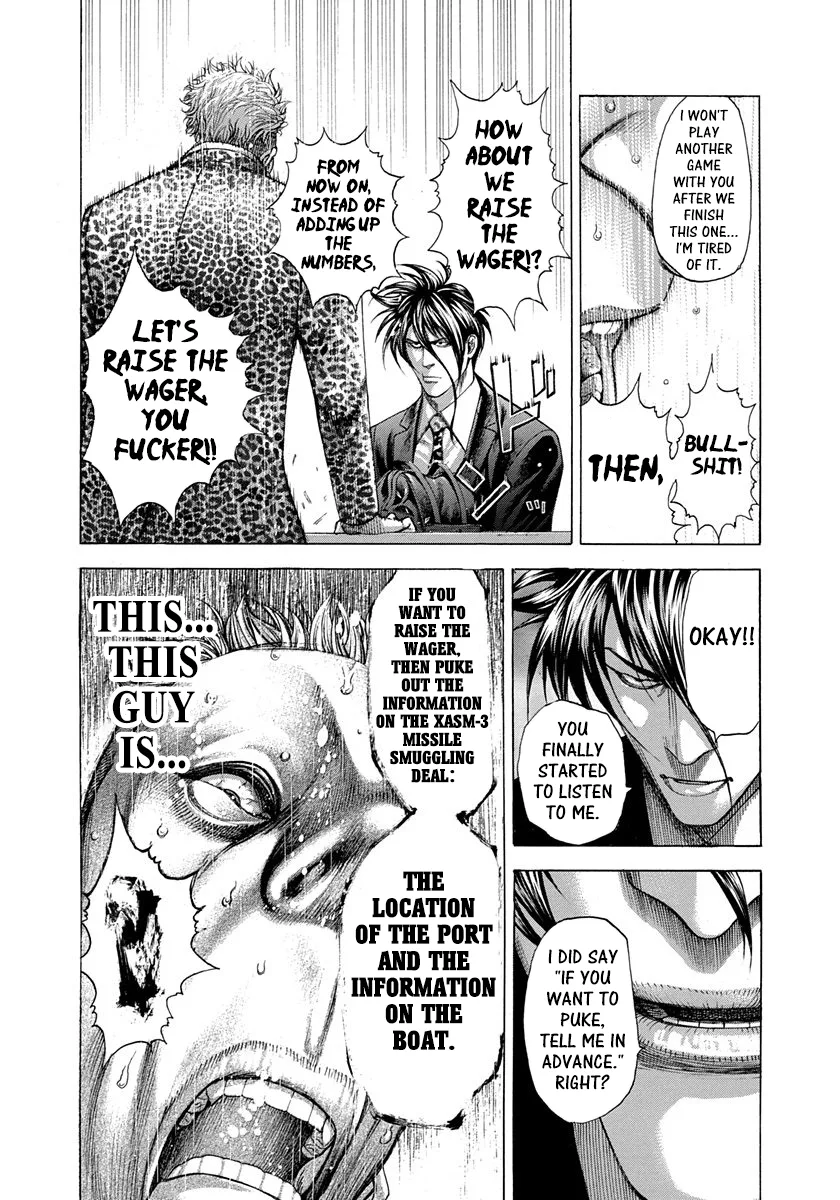 I WON'T
PLAY
ANOTHER
GAME
WITH YOU
AFTER WE
FINISH
THIS ONE...
I'M TIRED
OF IT.
BULL-
SHIT!
THEN,
HOW
ABOUT
WE
RAISE
THE
WAGER!?
FROM
NOW ON,
INSTEAD OF
ADDING UP
THE
NUMBERS,
LET'S
RAISE THE
WAGER,
YOU
FUCKER!!
OKAY!!
YOU
FINALLY
STARTED
TO LISTEN
TO ME.
I DID SAY
"IF YOU
WANT TO
PUKE,
TELL ME IN
ADVANCE."
RIGHT?
IF YOU
WANT TO
RAISE THE
WAGER,
THEN PUKE
OUT THE
INFORMATION
ON THE XASM-3
MISSILE
SMUGGLING
DEAL:
THE
LOCATION
OF THE PORT
AND THE
INFORMATION
ON THE
BOAT.
THIS...
THIS
GUY
IS...